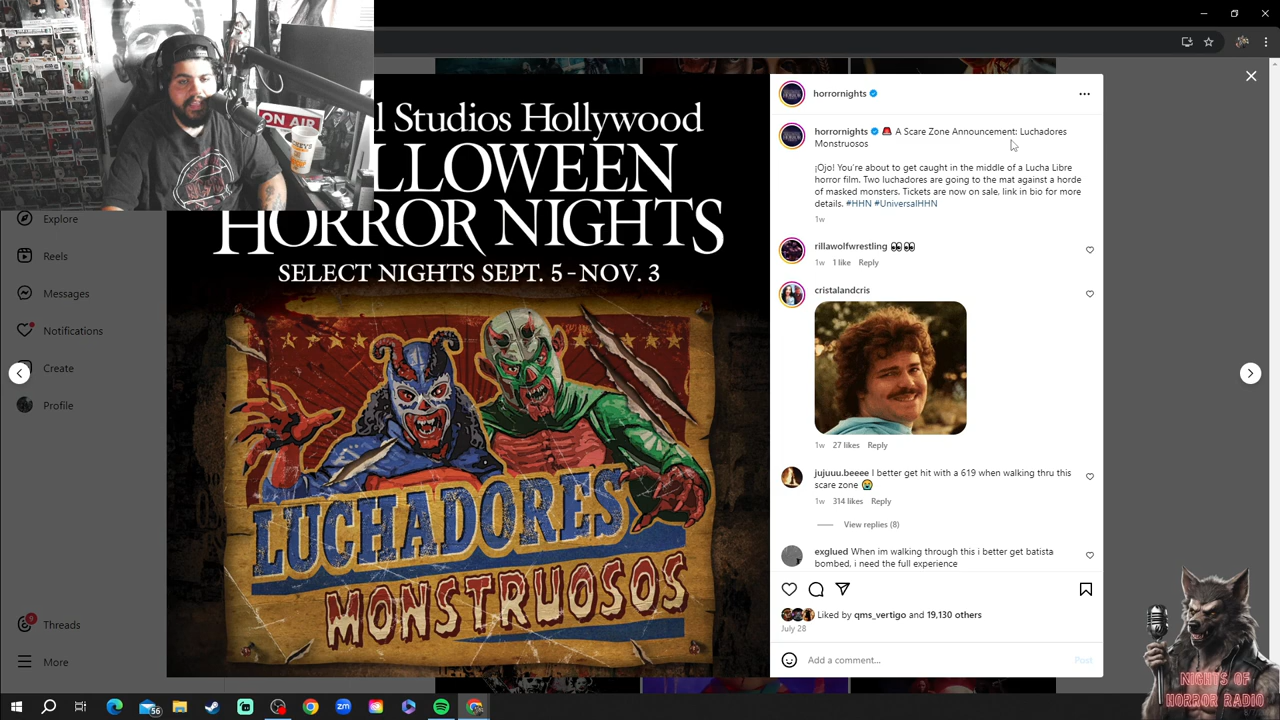 ON AIR
l Studios Hollywood
LLOWEEN
HORROR NIGHTS
SELECT NIGHTS SEPT. 5 - NOV. 3
LUCHADORES
MONSTRUOSOS
Explore
Reels
Messages
Notifications
Create
Profile
9
Threads
More
horrornights
horrornights 🚨 A Scare Zone Announcement: Luchadores
Monstruosos
¡Ojo! You're about to get caught in the middle of a Lucha Libre
horror film. Two luchadores are going to the mat against a horde
of masked monsters. Tickets are now on sale, link in bio for more
details. #HHN #UniversalHHN
1w
rillawolfwrestling 👀👀
1w 1 like Reply
cristalandcris
1w 27 likes Reply
jujuuu.beeee I better get hit with a 619 when walking thru this
scare zone 😭
1w 314 likes Reply
View replies (8)
exglued When im walking through this i better get batista
bombed, i need the full experience
Liked by qms_vertigo and 19,130 others
July 28
Add a comment...
Post
NIGHTS OF
HORROR RADIO
56
zm